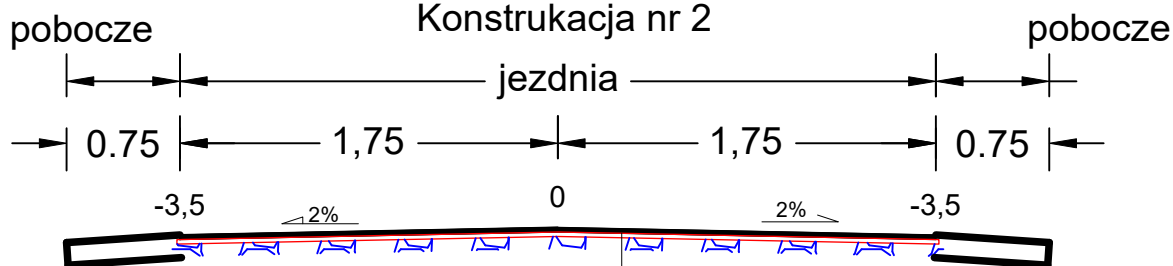 Konstrukacja nr 2
pobocze pobocze
jezdnia
0.75 1,75 1,75 0.75
-3,5 0 -3,5
2% 2%